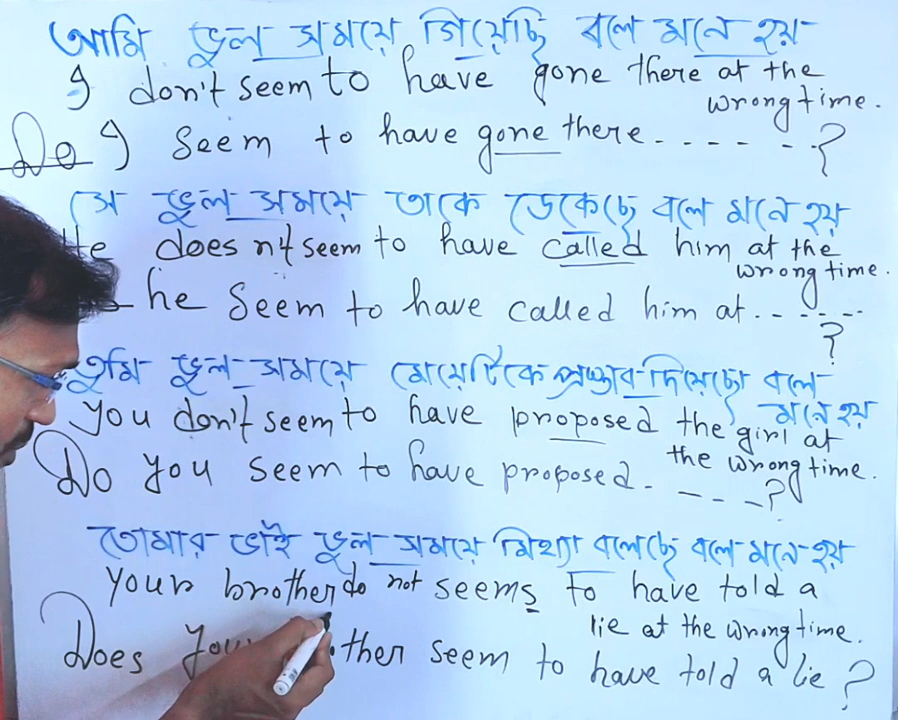 আমি ভুল সময়ে গিয়েছি বলে মনে হয়
I don't seem to have gone there at the
wrong time.
Do I seem to have gone there. - - - - - ?
সে ভুল সময়ে তাকে ডেকেছে বলে মনে হয়
He doesn't seem to have called him at the
wrong time.
he seem to have called him at. - - - - - ?
তুমি ভুল সময়ে মেয়েটিকে প্রস্তাব দিয়েছো বলে
মনে হয়
you don't seem to have proposed the girl at
the wrong time.
Do you seem to have proposed. - - - - ?
তোমার ভাই ভুল সময়ে মিথ্যা বলেছে বলে মনে হয়
Your brother do not seems to have told a
lie at the wrong time.
Does seem to have told a lie ?